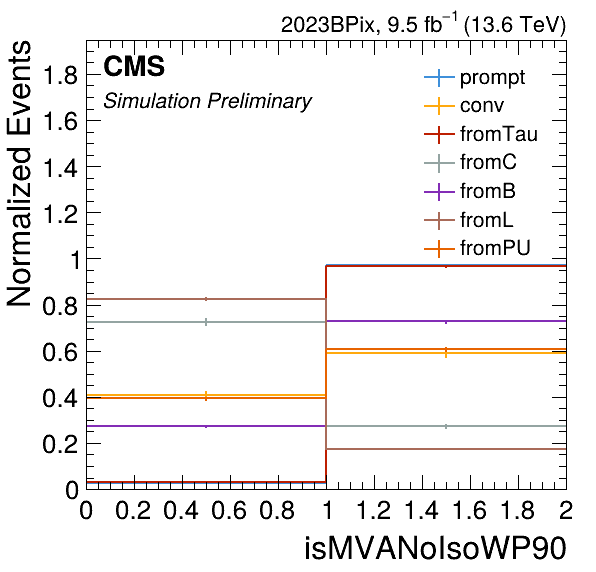 2023BPix, 9.5 fb⁻¹ (13.6 TeV)
CMS
Simulation Preliminary
prompt
conv
fromTau
fromC
fromB
fromL
fromPU
Normalized Events
1.8
1.6
1.4
1.2
1
0.8
0.6
0.4
0.2
0
0 0.2 0.4 0.6 0.8 1 1.2 1.4 1.6 1.8 2
isMVANoIsoWP90